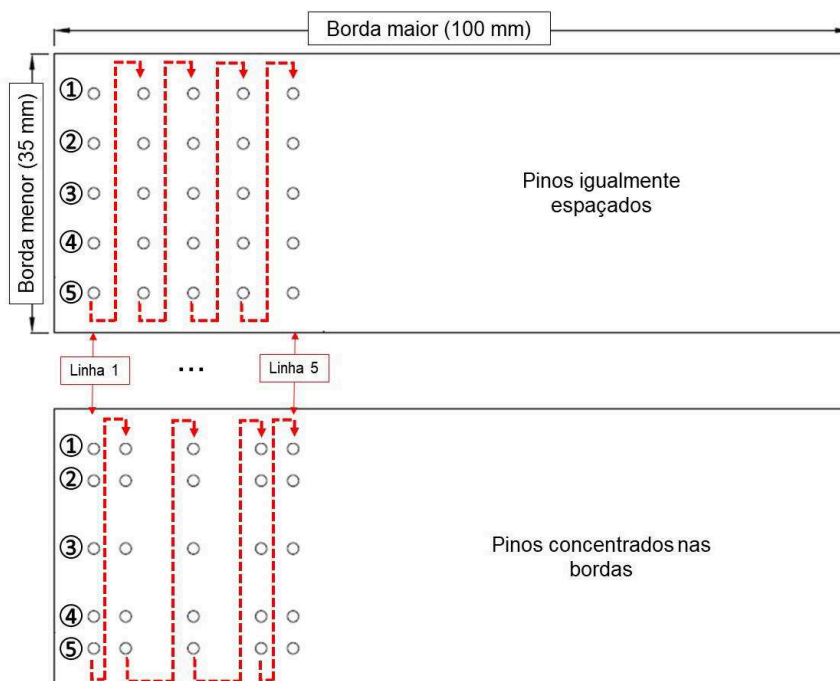 Borda maior (100 mm)
Borda menor (35 mm)
①
②
③
④
⑤
Pinos igualmente
espaçados
Linha 1
...
Linha 5
①
②
③
④
⑤
Pinos concentrados nas
bordas